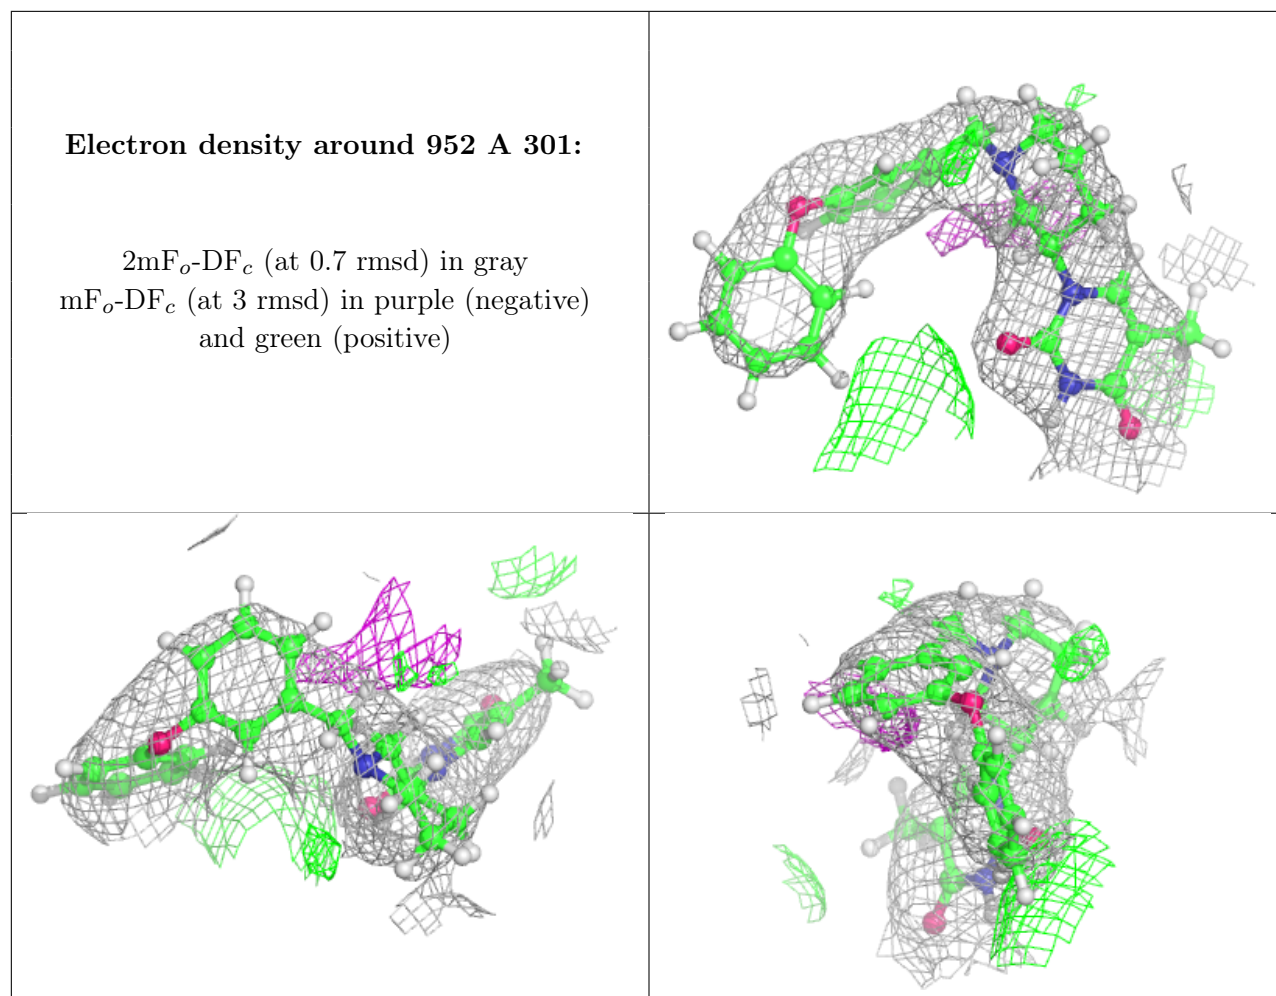 Electron density around 952 A 301:
2mFₒ-DF𝒸 (at 0.7 rmsd) in gray
mFₒ-DF𝒸 (at 3 rmsd) in purple (negative)
and green (positive)